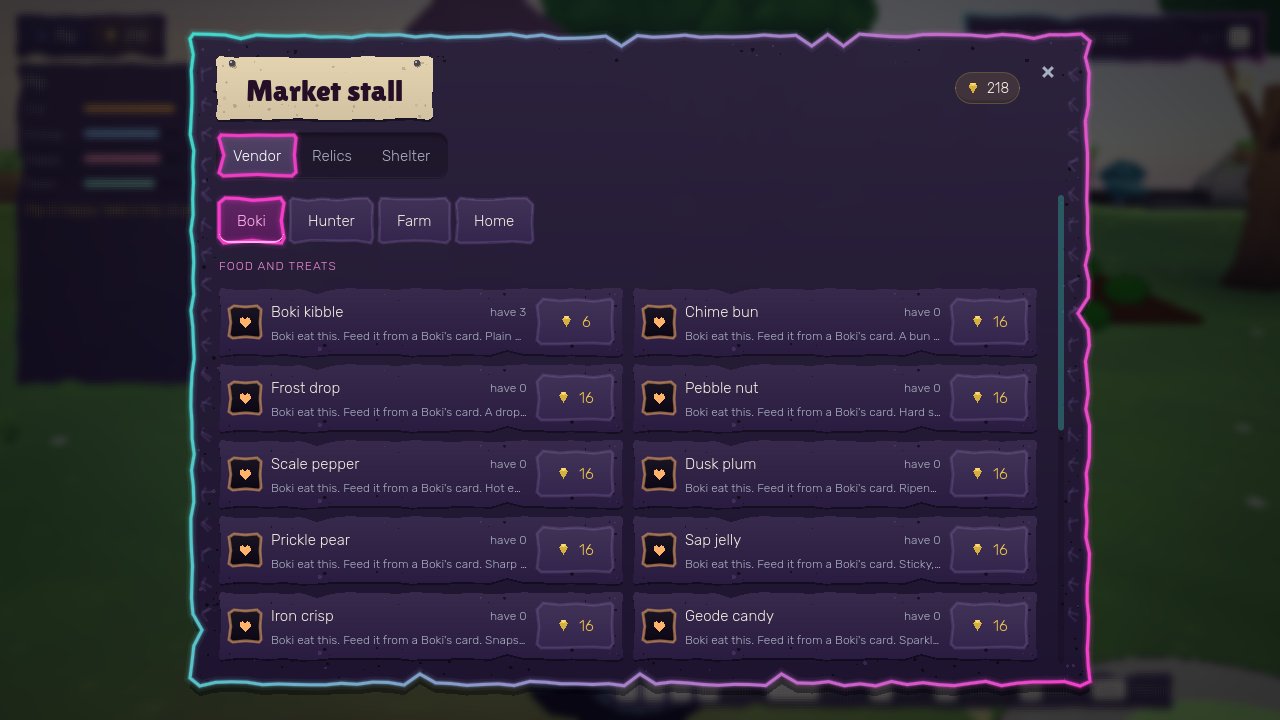 Market stall
218
×
Vendor
Relics
Shelter
Boki
Hunter
Farm
Home
FOOD AND TREATS
Boki kibble
have 3
Boki eat this. Feed it from a Boki's card. Plain ...
6
Chime bun
have 0
Boki eat this. Feed it from a Boki's card. A bun ...
16
Frost drop
have 0
Boki eat this. Feed it from a Boki's card. A drop...
16
Pebble nut
have 0
Boki eat this. Feed it from a Boki's card. Hard s...
16
Scale pepper
have 0
Boki eat this. Feed it from a Boki's card. Hot e...
16
Dusk plum
have 0
Boki eat this. Feed it from a Boki's card. Ripen...
16
Prickle pear
have 0
Boki eat this. Feed it from a Boki's card. Sharp ...
16
Sap jelly
have 0
Boki eat this. Feed it from a Boki's card. Sticky,...
16
Iron crisp
have 0
Boki eat this. Feed it from a Boki's card. Snaps...
16
Geode candy
have 0
Boki eat this. Feed it from a Boki's card. Sparkl...
16